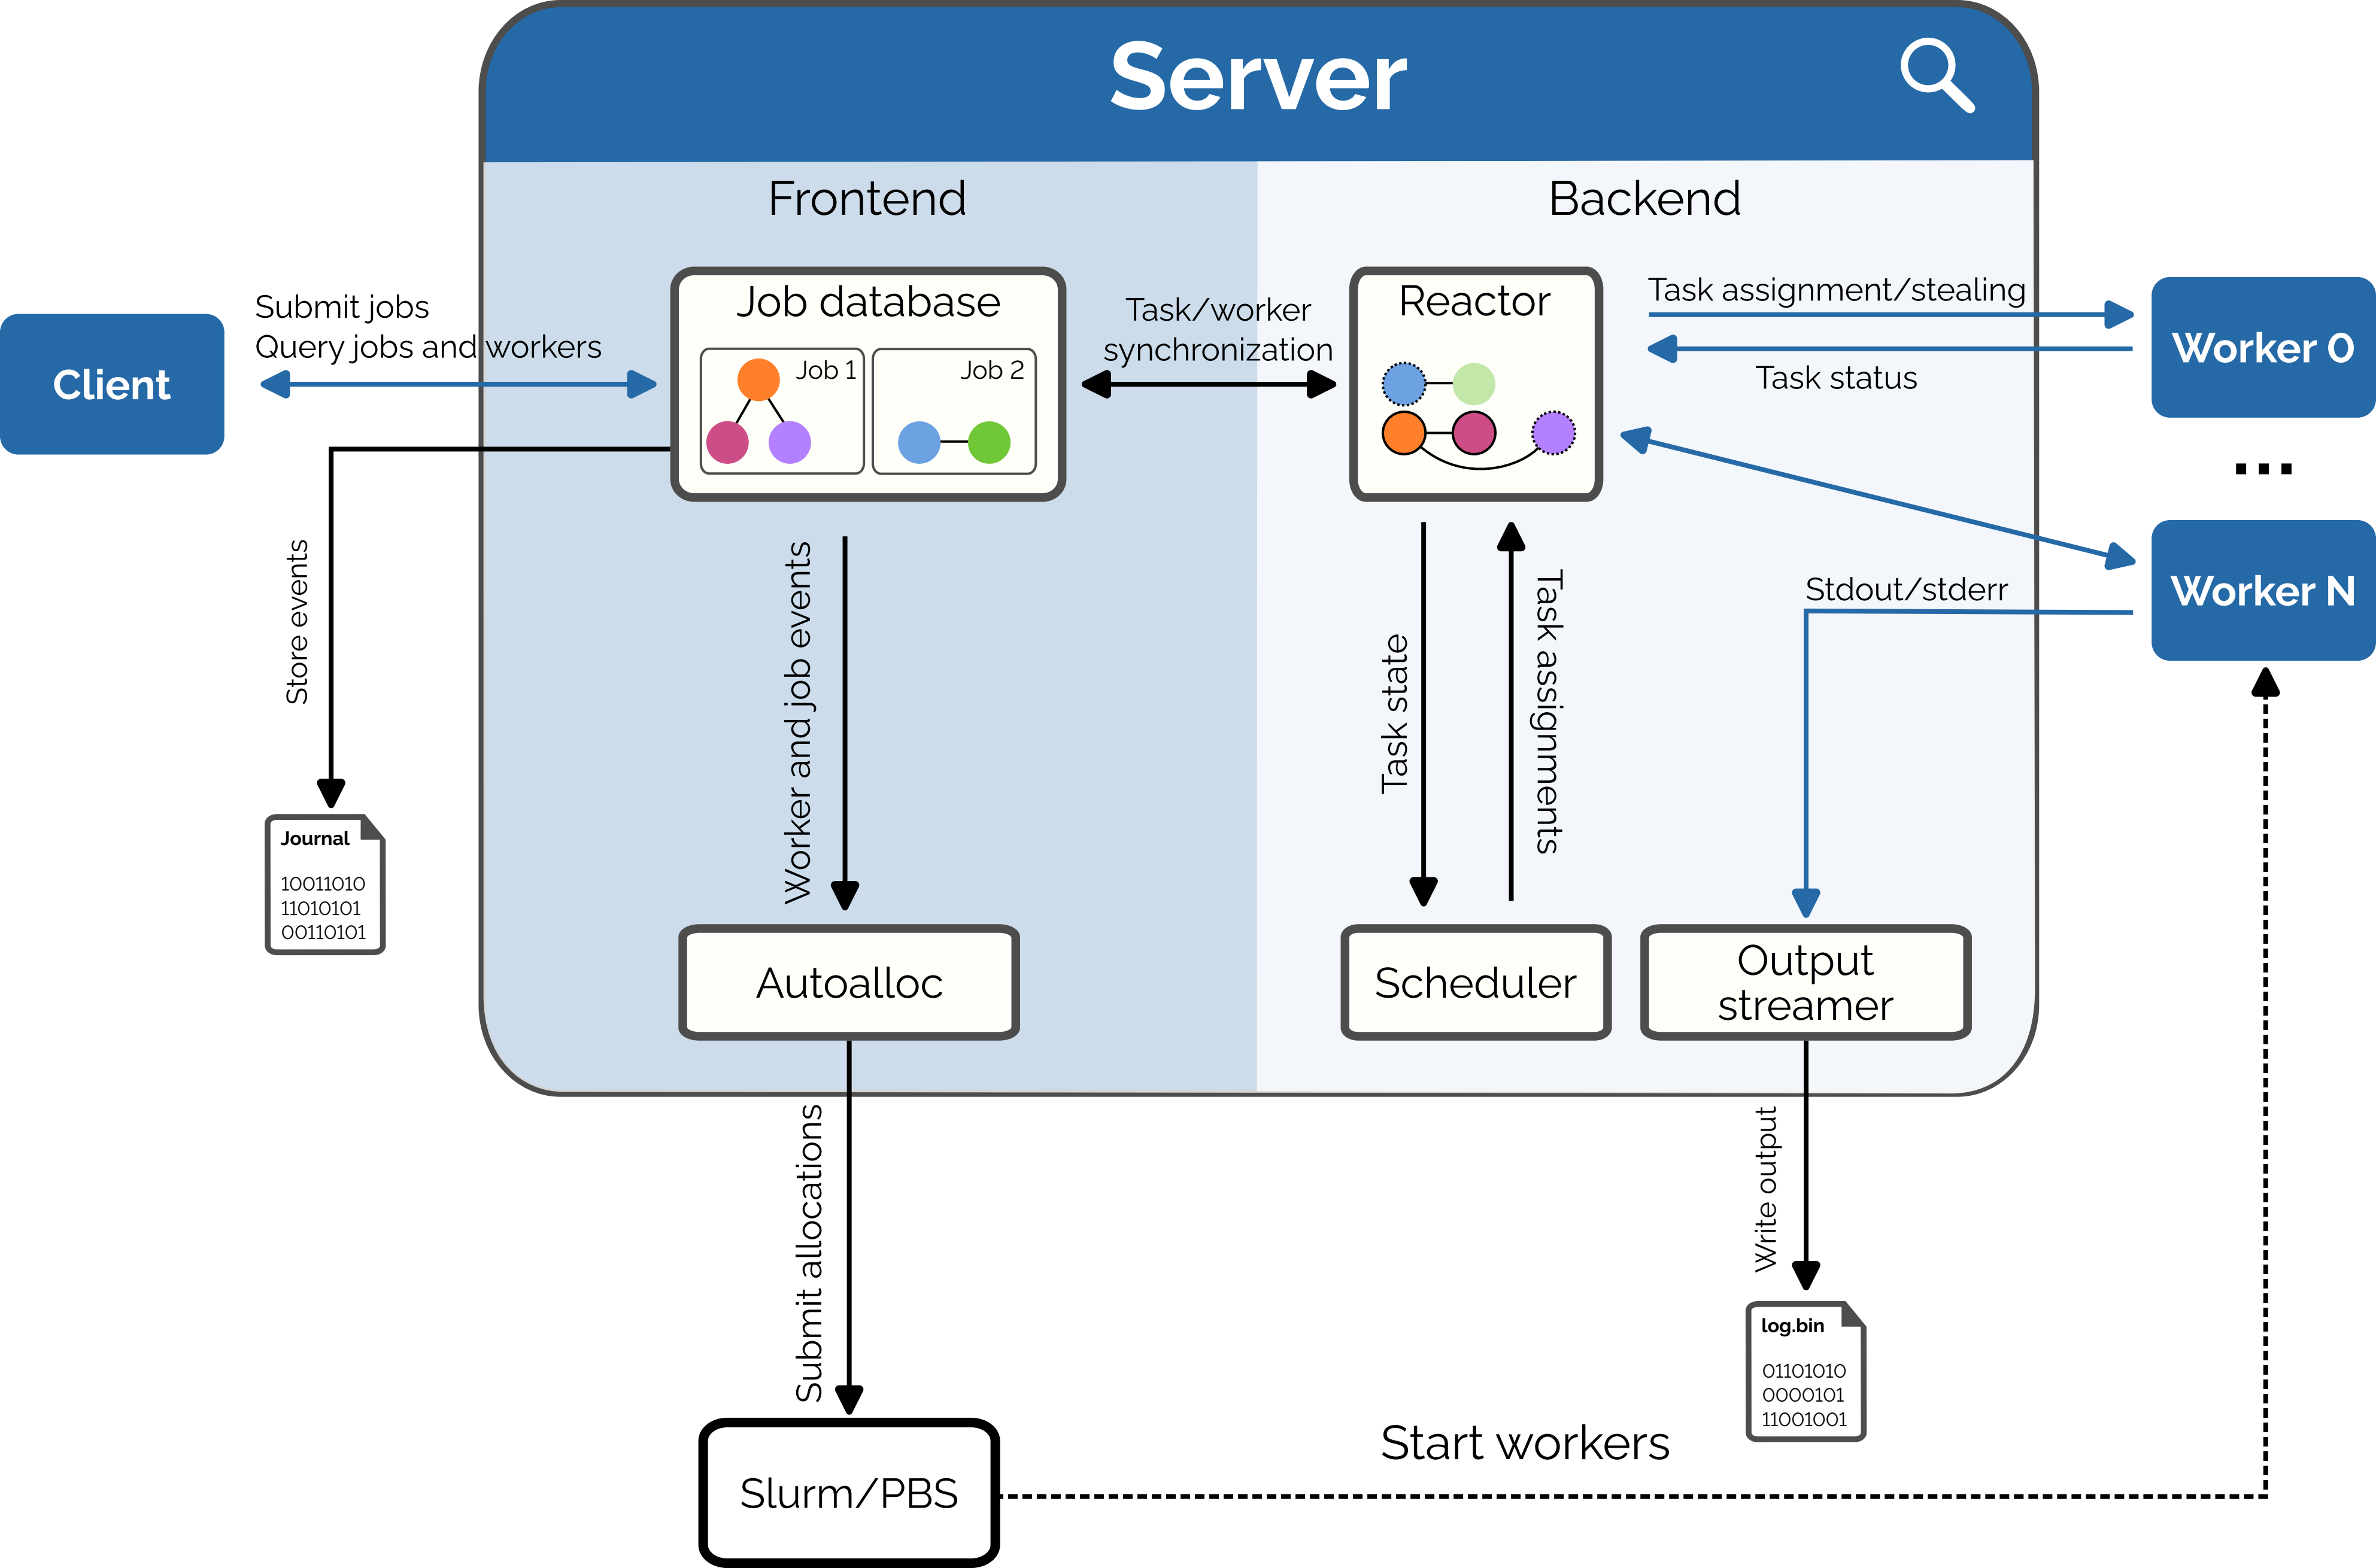 Server
Frontend
Backend
Client
Submit jobs
Query jobs and workers
Job database
Job 1
Job 2
Task/worker
synchronization
Reactor
Task assignment/stealing
Task status
Worker 0
...
Worker N
Stdout/stderr
Store events
Worker and job events
Task state
Task assignments
Journal
10011010
11010101
00110101
Autoalloc
Scheduler
Output
streamer
Submit allocations
Write output
log.bin
01101010
0000101
11001001
Slurm/PBS
Start workers